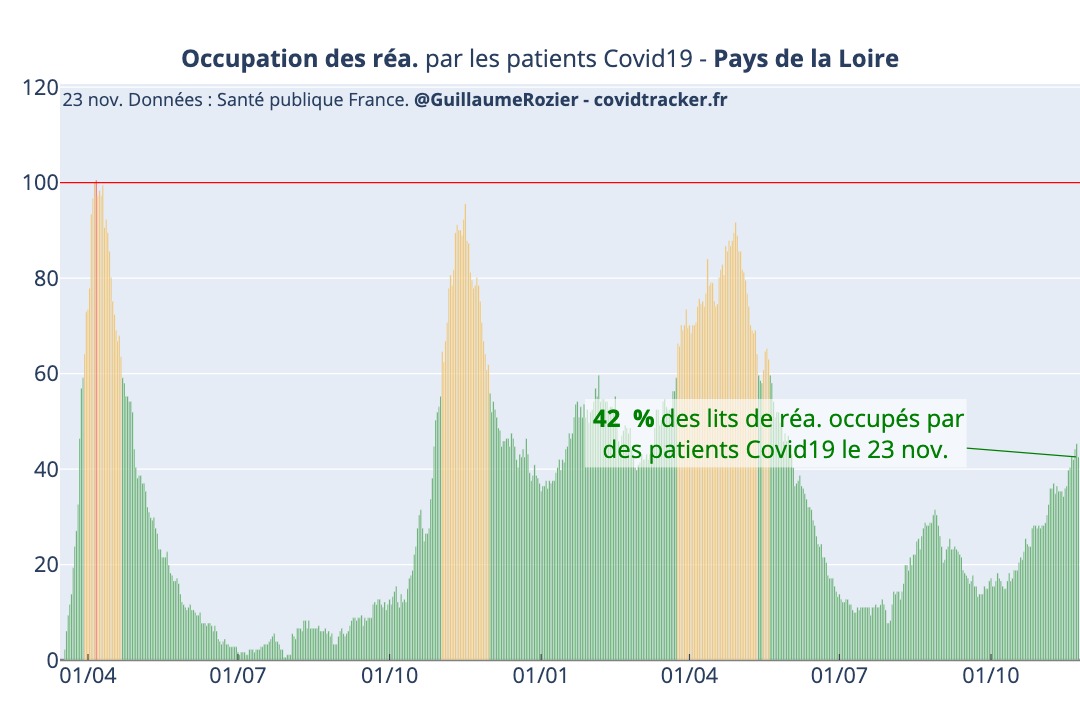 Occupation des réa. par les patients Covid19 - Pays de la Loire
120
23 nov. Données : Santé publique France. @GuillaumeRozier - covidtracker.fr
100
80
60
42 % des lits de réa. occupés par
des patients Covid19 le 23 nov.
40
20
0
01/04 01/07 01/10 01/01 01/04 01/07 01/10